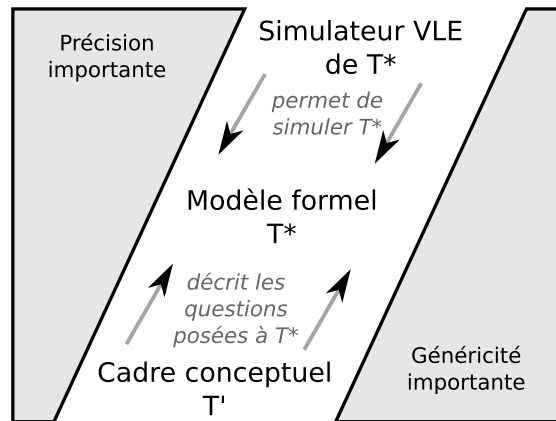 Précision
importante
Simulateur VLE
de T*
permet de
simuler T*
Modèle formel
T*
décrit les
questions
posées à T*
Cadre conceptuel
T'
Généricité
importante